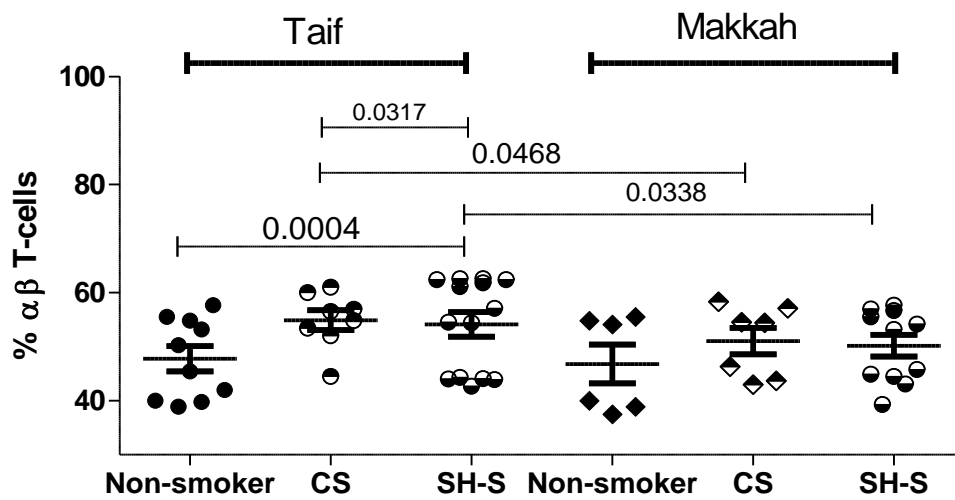 Taif Makkah
100
0.0317
0.0468
80
0.0338
0.0004
60
40
% αβ T-cells
Non-smoker CS SH-S Non-smoker CS SH-S